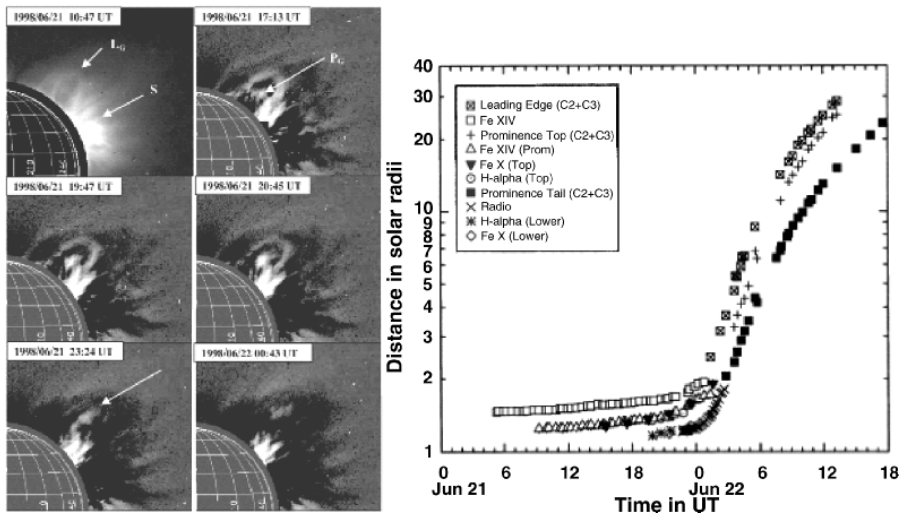 1998/06/21 10:47 UT
1998/06/21 17:13 UT
L_G
S
P_G
1998/06/21 19:47 UT
1998/06/21 20:45 UT
1998/06/21 23:24 UT
1998/06/22 00:43 UT
Distance in solar radii
40
30
20
10
9
8
7
6
5
4
3
2
1
Leading Edge (C2+C3)
Fe XIV
Prominence Top (C2+C3)
Fe XIV (Prom)
Fe X (Top)
H-alpha (Top)
Prominence Tail (C2+C3)
Radio
H-alpha (Lower)
Fe X (Lower)
0 6 12 18 0 6 12 18
Jun 21 Jun 22
Time in UT